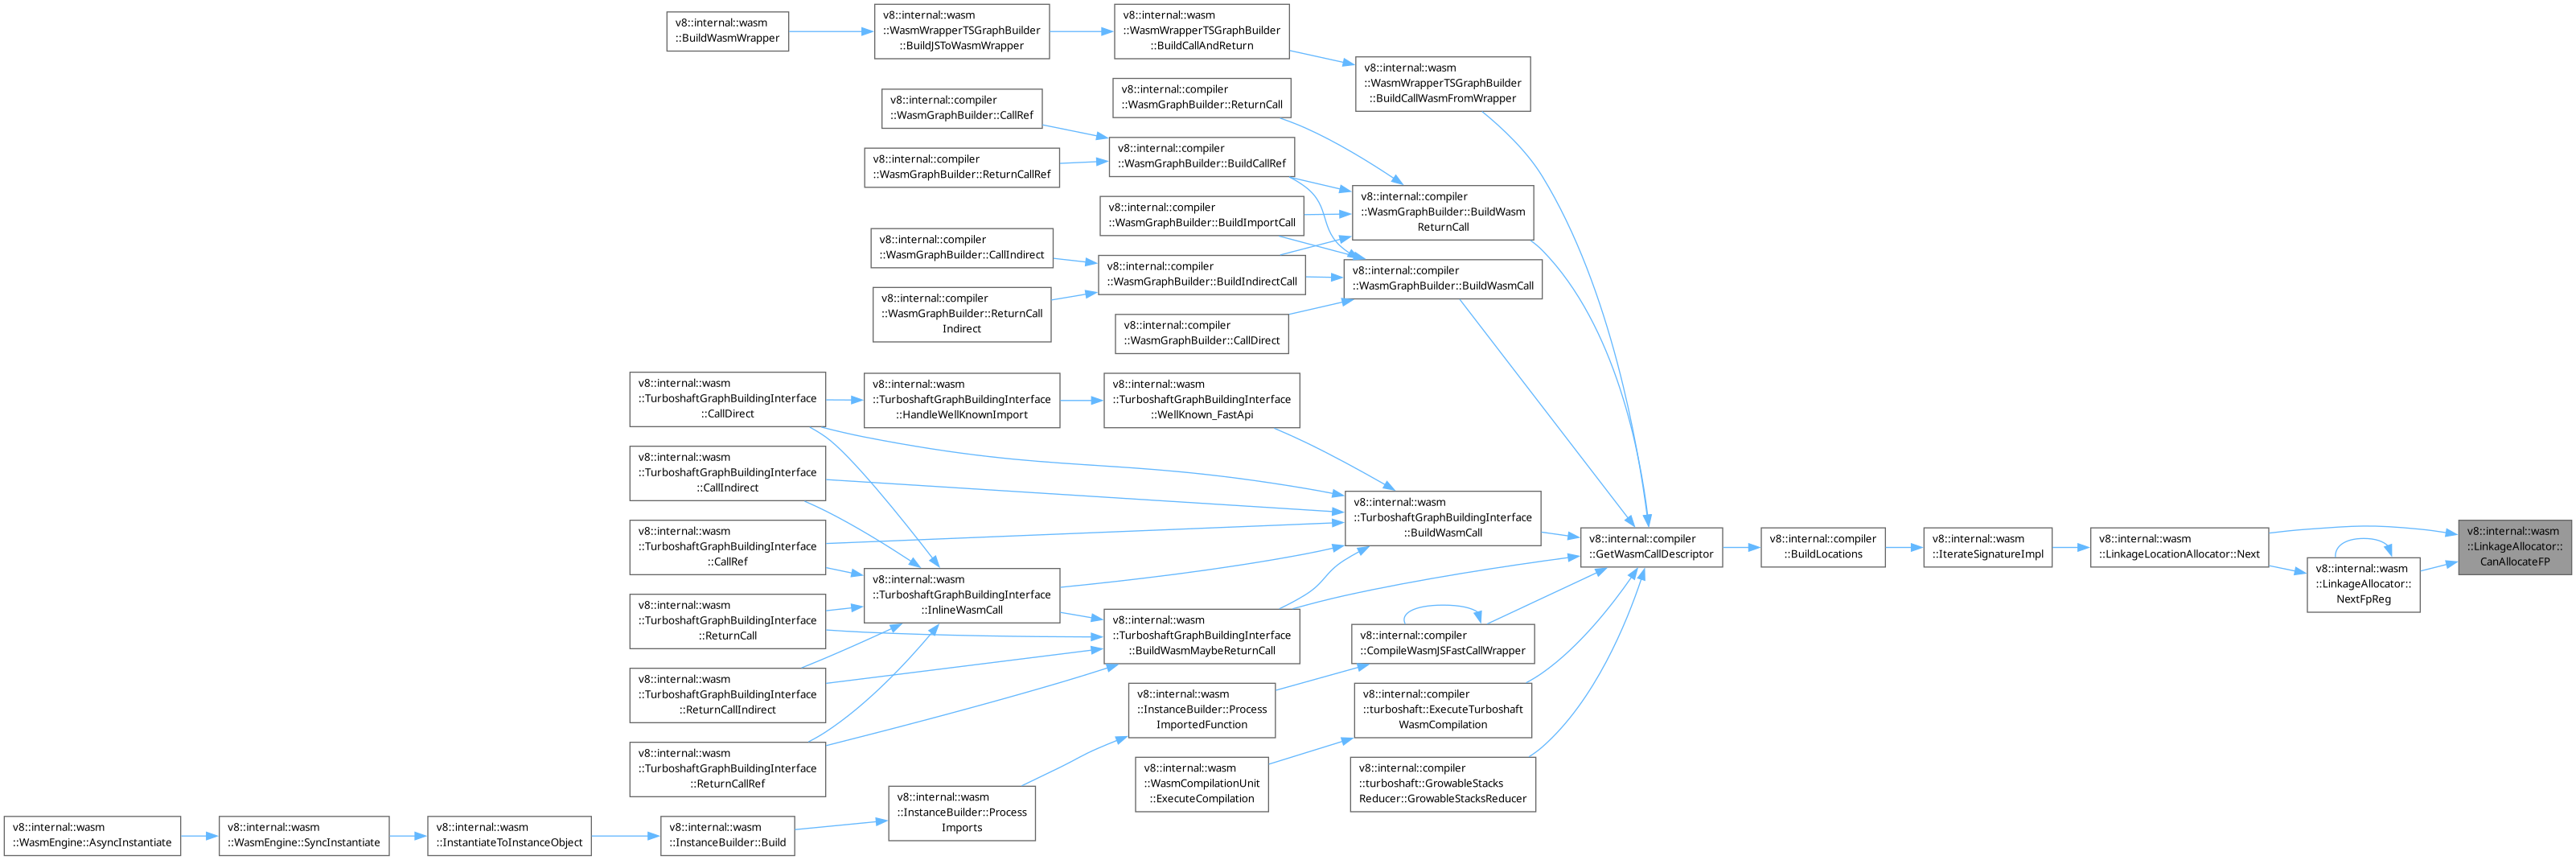 v8::internal::wasm
::BuildWasmWrapper
v8::internal::wasm
::WasmWrapperTSGraphBuilder
::BuildJSToWasmWrapper
v8::internal::wasm
::WasmWrapperTSGraphBuilder
::BuildCallAndReturn
v8::internal::wasm
::WasmWrapperTSGraphBuilder
::BuildCallWasmFromWrapper
v8::internal::compiler
::WasmGraphBuilder::ReturnCall
v8::internal::compiler
::WasmGraphBuilder::CallRef
v8::internal::compiler
::WasmGraphBuilder::BuildCallRef
v8::internal::compiler
::WasmGraphBuilder::ReturnCallRef
v8::internal::compiler
::WasmGraphBuilder::BuildWasm
ReturnCall
v8::internal::compiler
::WasmGraphBuilder::BuildImportCall
v8::internal::compiler
::WasmGraphBuilder::CallIndirect
v8::internal::compiler
::WasmGraphBuilder::BuildIndirectCall
v8::internal::compiler
::WasmGraphBuilder::BuildWasmCall
v8::internal::compiler
::WasmGraphBuilder::ReturnCall
Indirect
v8::internal::compiler
::WasmGraphBuilder::CallDirect
v8::internal::wasm
::TurboshaftGraphBuildingInterface
::CallDirect
v8::internal::wasm
::TurboshaftGraphBuildingInterface
::HandleWellKnownImport
v8::internal::wasm
::TurboshaftGraphBuildingInterface
::WellKnown_FastApi
v8::internal::wasm
::TurboshaftGraphBuildingInterface
::CallIndirect
v8::internal::wasm
::TurboshaftGraphBuildingInterface
::BuildWasmCall
v8::internal::wasm
::TurboshaftGraphBuildingInterface
::CallRef
v8::internal::compiler
::GetWasmCallDescriptor
v8::internal::compiler
::BuildLocations
v8::internal::wasm
::IterateSignatureImpl
v8::internal::wasm
::LinkageLocationAllocator::Next
v8::internal::wasm
::LinkageAllocator::
CanAllocateFP
v8::internal::wasm
::LinkageAllocator::
NextFpReg
v8::internal::wasm
::TurboshaftGraphBuildingInterface
::InlineWasmCall
v8::internal::wasm
::TurboshaftGraphBuildingInterface
::ReturnCall
v8::internal::wasm
::TurboshaftGraphBuildingInterface
::BuildWasmMaybeReturnCall
v8::internal::compiler
::CompileWasmJSFastCallWrapper
v8::internal::wasm
::TurboshaftGraphBuildingInterface
::ReturnCallIndirect
v8::internal::wasm
::InstanceBuilder::Process
ImportedFunction
v8::internal::compiler
::turboshaft::ExecuteTurboshaft
WasmCompilation
v8::internal::wasm
::TurboshaftGraphBuildingInterface
::ReturnCallRef
v8::internal::wasm
::WasmCompilationUnit
::ExecuteCompilation
v8::internal::compiler
::turboshaft::GrowableStacks
Reducer::GrowableStacksReducer
v8::internal::wasm
::InstanceBuilder::Process
Imports
v8::internal::wasm
::WasmEngine::AsyncInstantiate
v8::internal::wasm
::WasmEngine::SyncInstantiate
v8::internal::wasm
::InstantiateToInstanceObject
v8::internal::wasm
::InstanceBuilder::Build